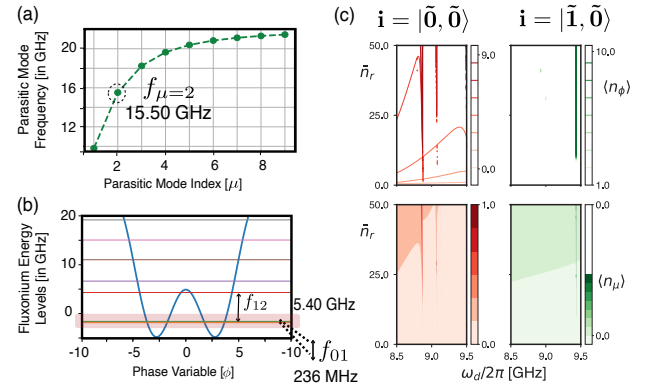 (a)
Parasitic Mode
Frequency [in GHz]
20
16
12
f_{μ=2}
15.50 GHz
2 4 6 8
Parasitic Mode Index [μ]
(b)
Fluxonium Energy
Levels [in GHz]
20
10
0
f_{12}
5.40 GHz
f_{01}
236 MHz
-10 -5 0 5 -10
Phase Variable [ϕ]
(c)
i = |0̃, 0̃⟩
i = |1̃, 0̃⟩
n̄_r
50.0
25.0
0.0
9.0
0.0
10.0
1.0
⟨n_ϕ⟩
n̄_r
50.0
25.0
0.0
1.0
0.0
0.0
0.0
⟨n_μ⟩
8.5 9.0 9.5
8.5 9.0 9.5
ω_d/2π [GHz]